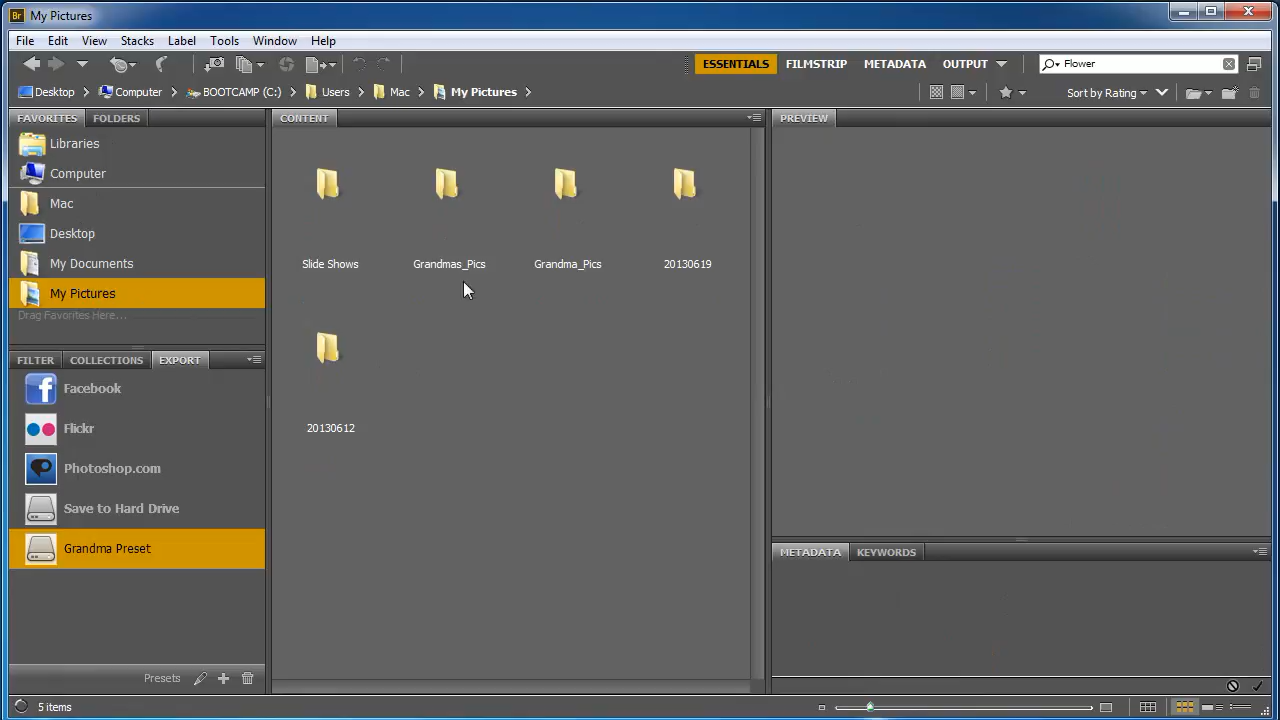 Br My Pictures
File Edit View Stacks Label Tools Window Help
ESSENTIALS FILMSTRIP METADATA OUTPUT Flower
Desktop Computer BOOTCAMP (C:) Users Mac My Pictures Sort by Rating
FAVORITES FOLDERS
Libraries
Computer
Mac
Desktop
My Documents
My Pictures
Drag Favorites Here...
FILTER COLLECTIONS EXPORT
Facebook
Flickr
Photoshop.com
Save to Hard Drive
Grandma Preset
Presets
CONTENT
Slide Shows Grandmas_Pics Grandma_Pics 20130619
20130612
PREVIEW
METADATA KEYWORDS
5 items